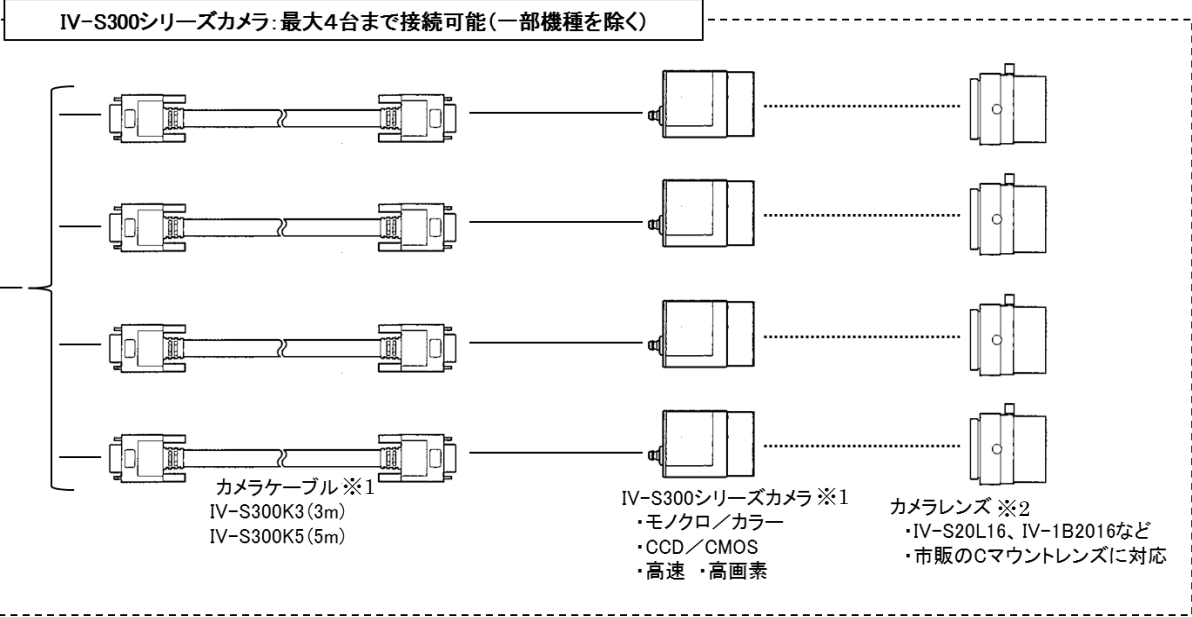 IV-S300シリーズカメラ：最大４台まで接続可能（一部機種を除く）
カメラケーブル※1
IV-S300K3（3m）
IV-S300K5（5m）
IV-S300シリーズカメラ※1
・モノクロ／カラー
・CCD／CMOS
・高速 ・高画素
カメラレンズ※2
・IV-S20L16、IV-1B2016など
・市販のCマウントレンズに対応